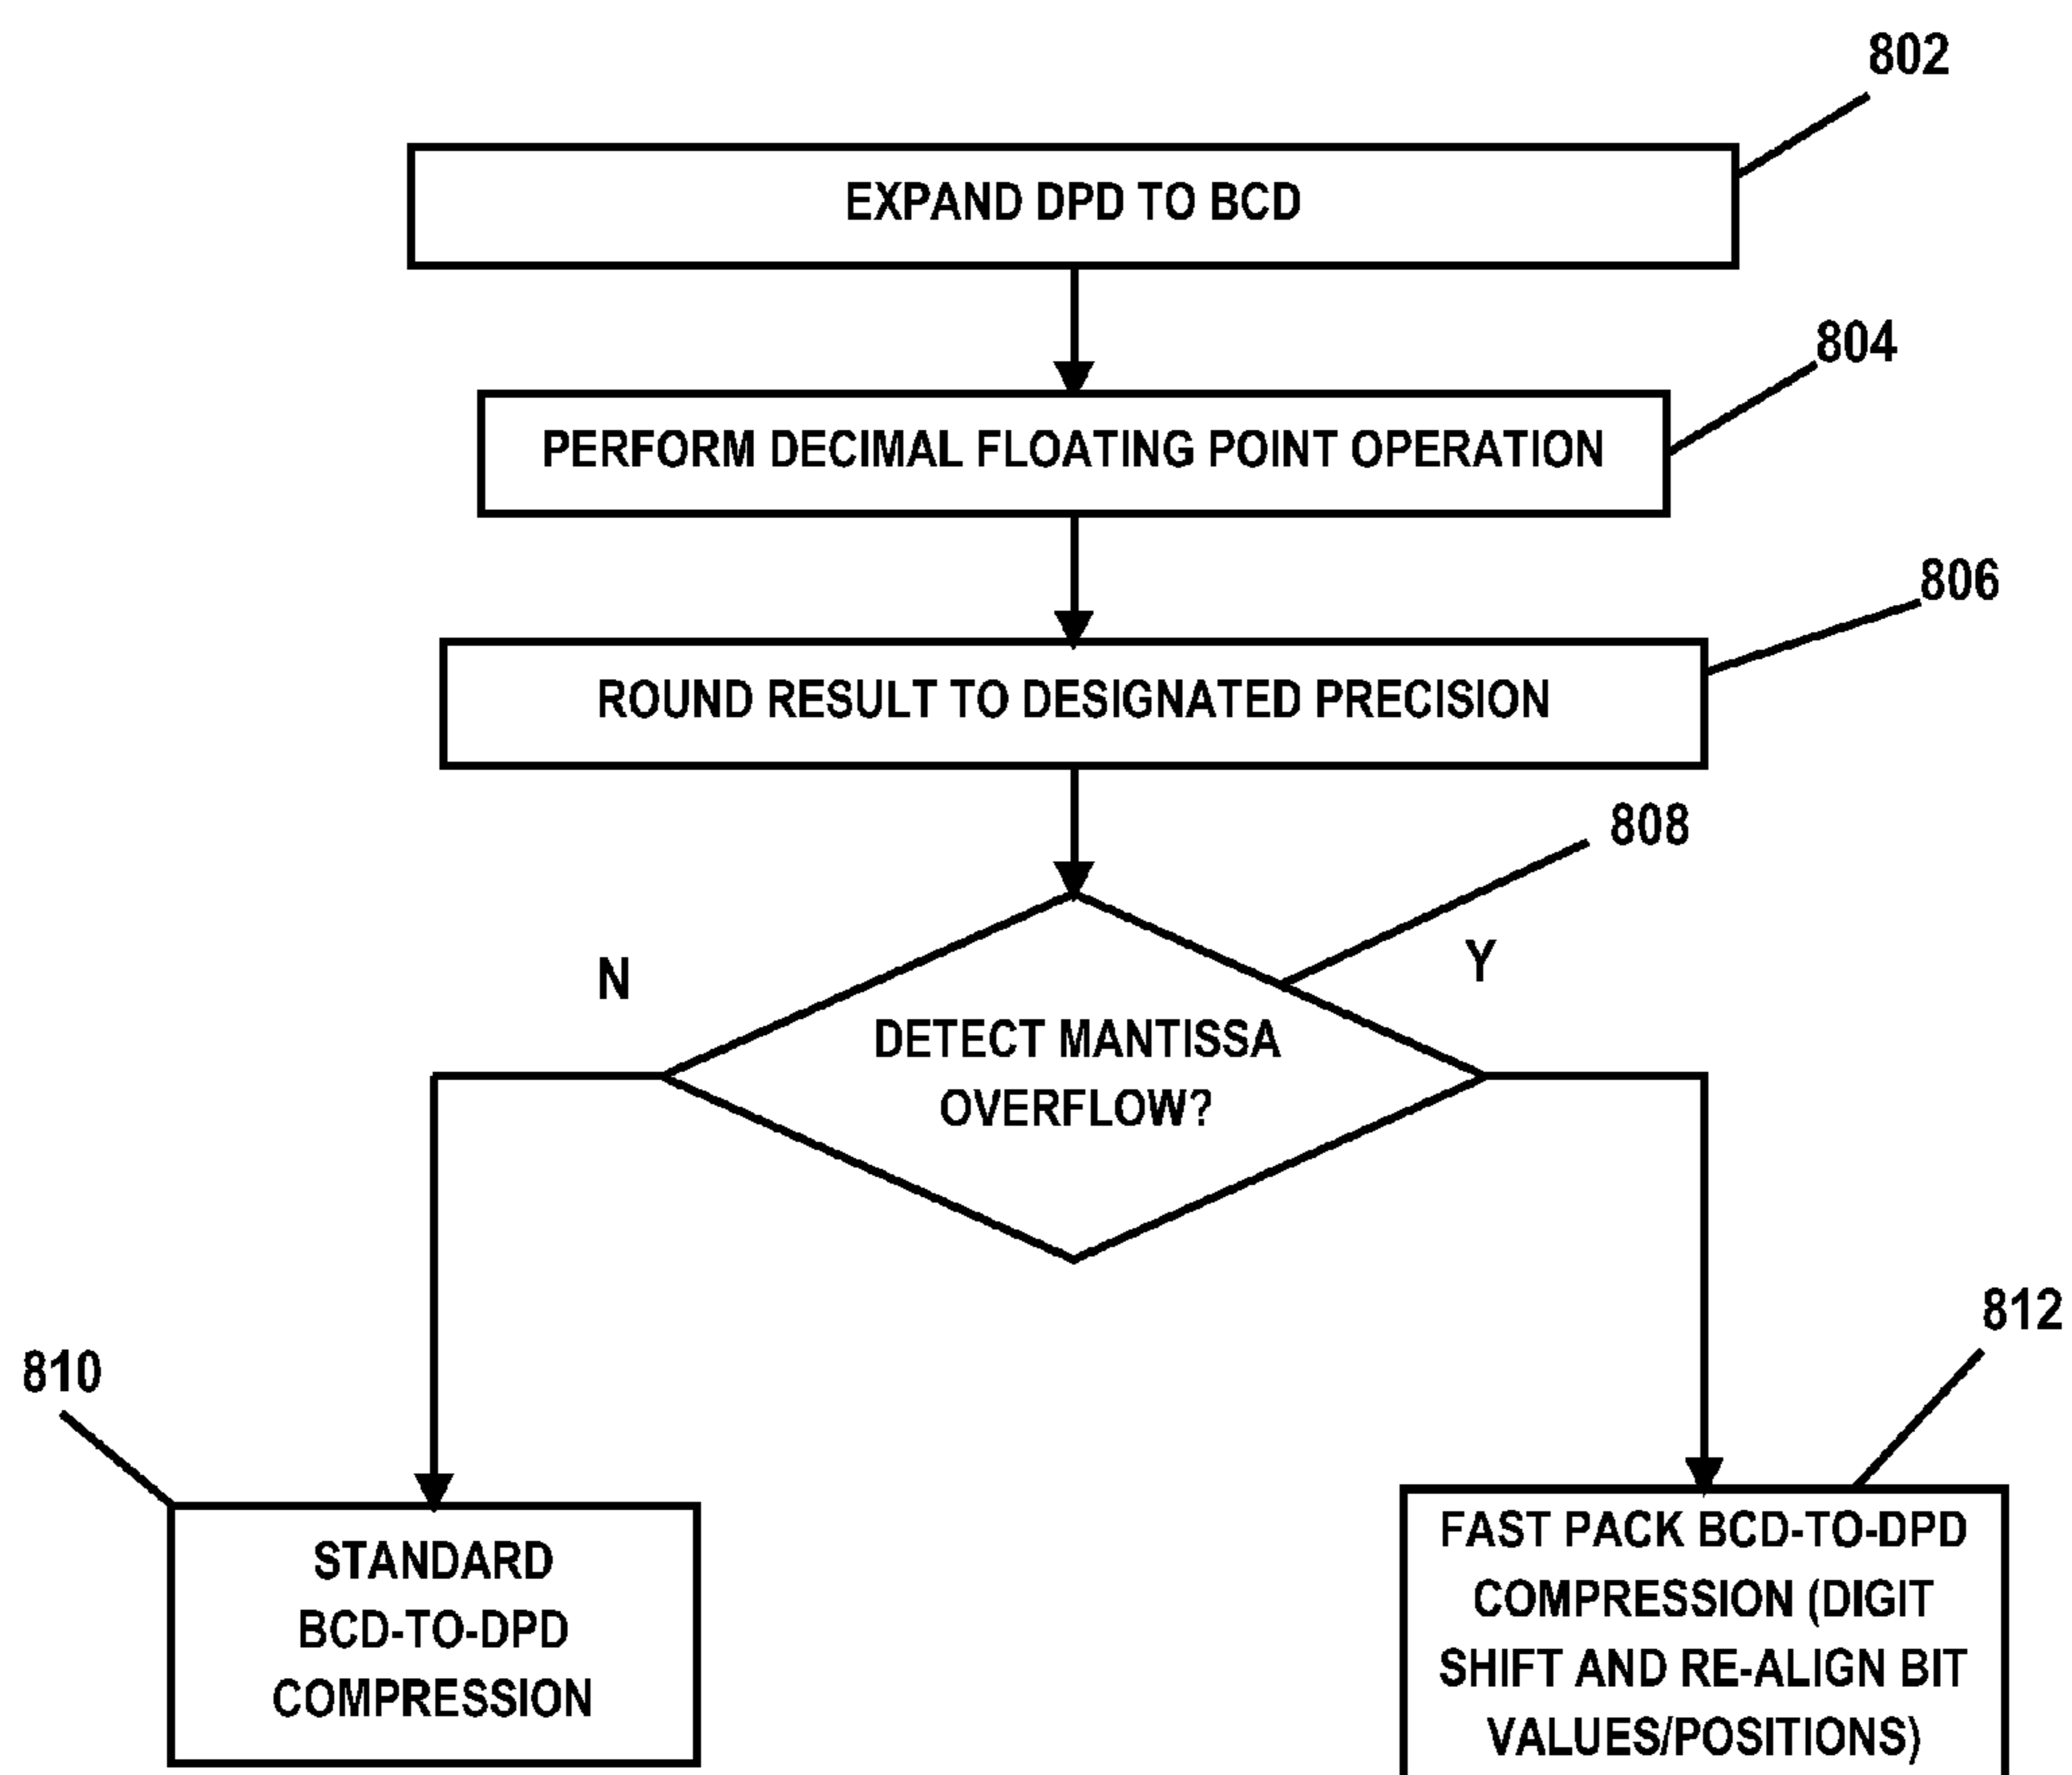 802
EXPAND DPD TO BCD
804
PERFORM DECIMAL FLOATING POINT OPERATION
806
ROUND RESULT TO DESIGNATED PRECISION
808
N
Y
DETECT MANTISSA
OVERFLOW?
810
812
STANDARD
BCD-TO-DPD
COMPRESSION
FAST PACK BCD-TO-DPD
COMPRESSION (DIGIT
SHIFT AND RE-ALIGN BIT
VALUES/POSITIONS)